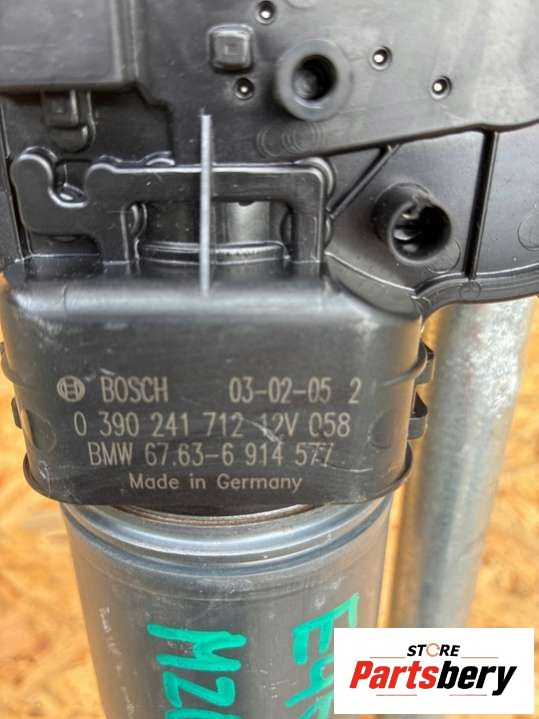 BOSCH 03-02-05 2
0 390 241 712 12V 058
BMW 67.63-6 914 577
Made in Germany
STORE
Partsbery